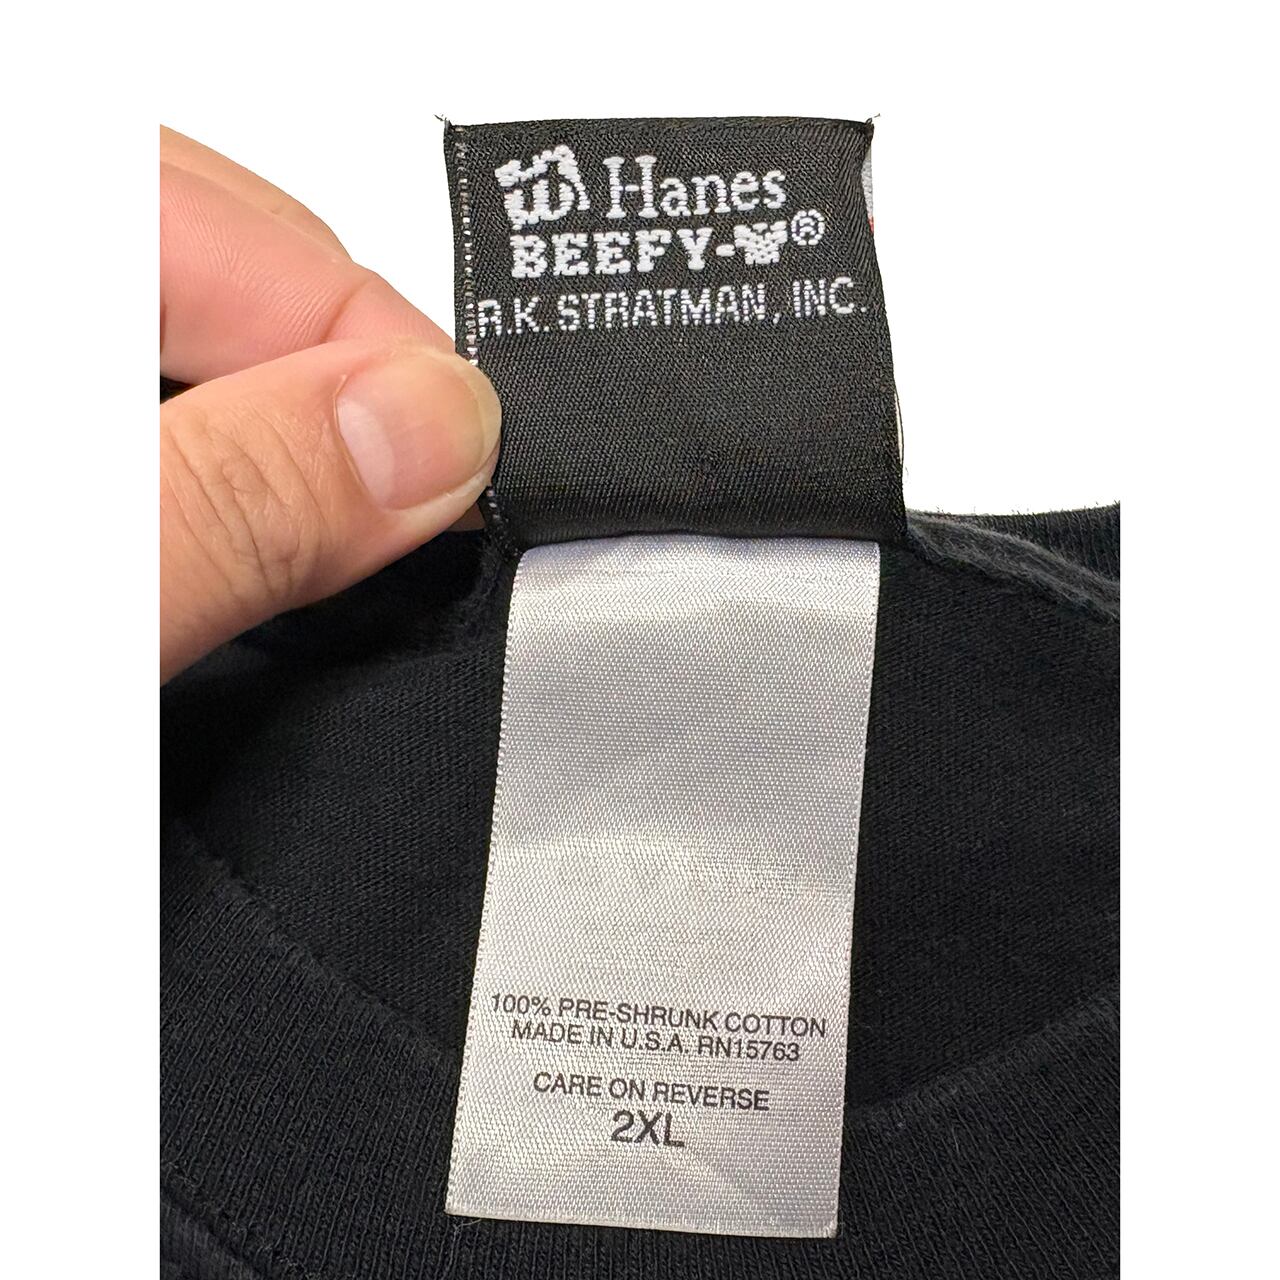 Hanes
BEEFY-T®
R.K. STRATMAN, INC.
100% PRE-SHRUNK COTTON
MADE IN U.S.A. RN15763
CARE ON REVERSE
2XL